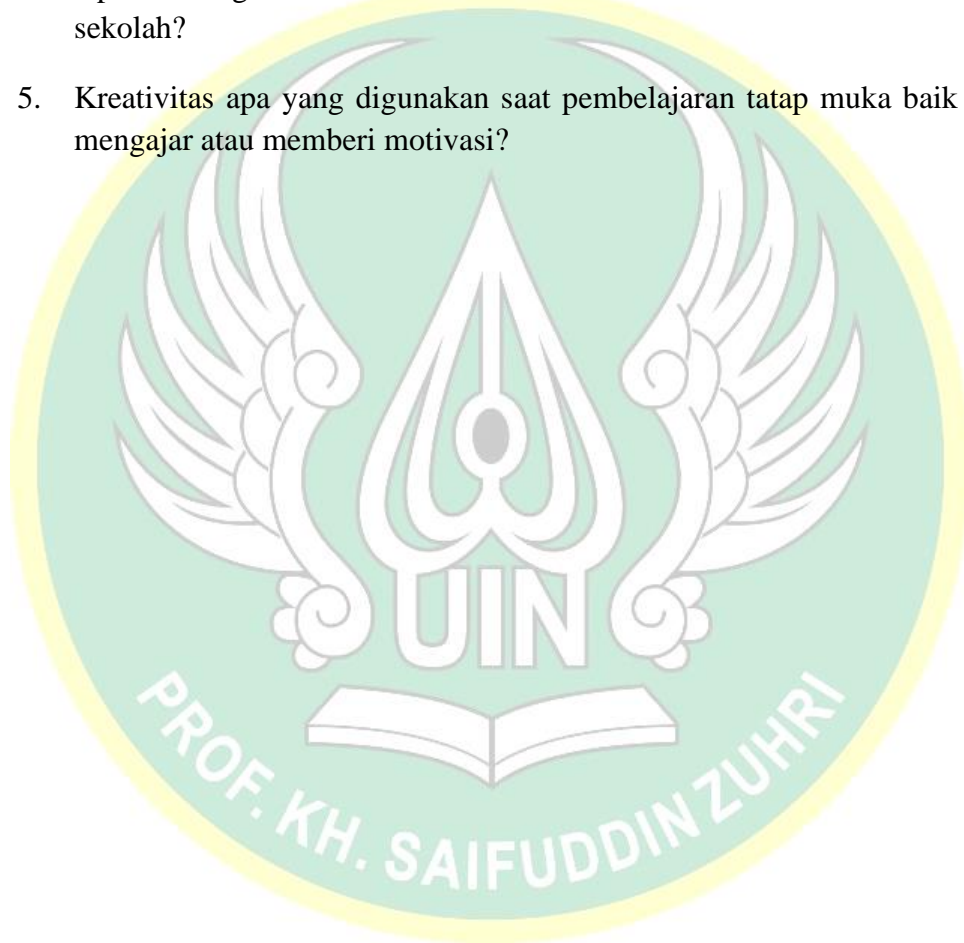 sekolah?
5. Kreativitas apa yang digunakan saat pembelajaran tatap muka baik
mengajar atau memberi motivasi?
UIN
PROF. KH. SAIFUDDIN ZUHRI